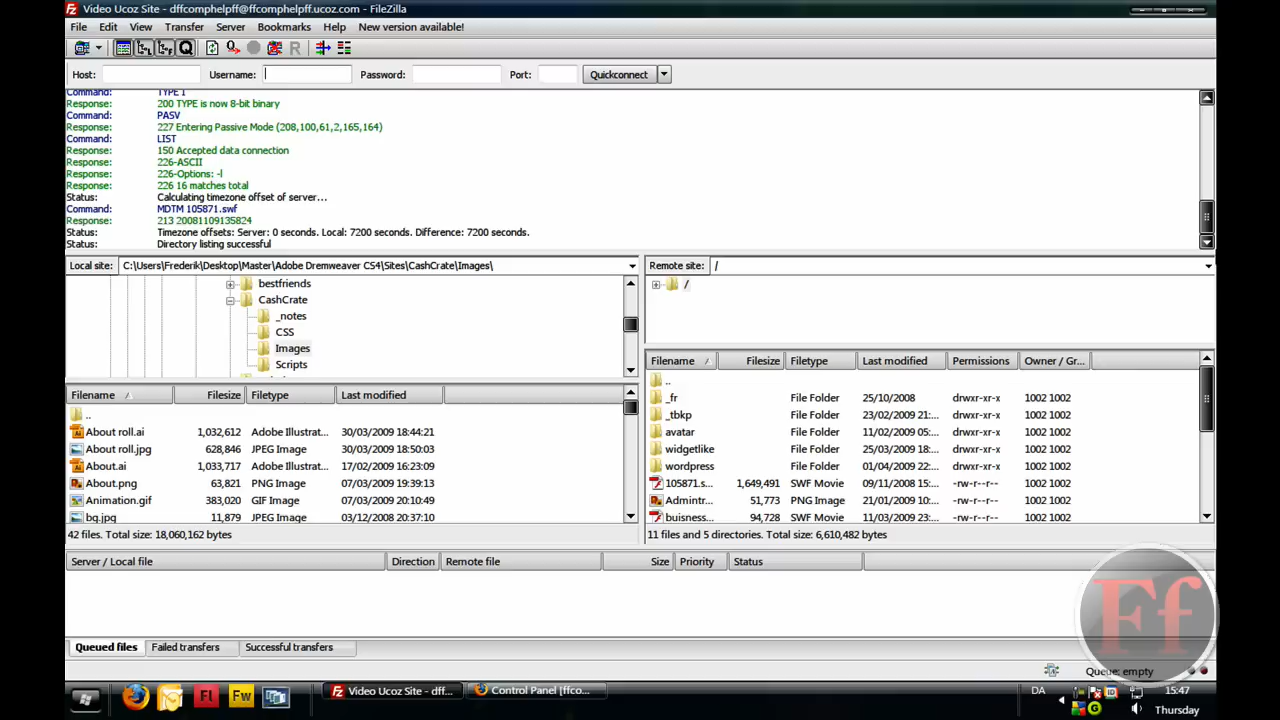 Video Ucoz Site - dffcomphelpff@ffcomphelpff.ucoz.com - FileZilla
File Edit View Transfer Server Bookmarks Help New version available!
Host: Username: Password: Port: Quickconnect
Command: TYPE I
Response: 200 TYPE is now 8-bit binary
Command: PASV
Response: 227 Entering Passive Mode (208,100,61,2,165,164)
Command: LIST
Response: 150 Accepted data connection
Response: 226-ASCII
Response: 226-Options: -l
Response: 226 16 matches total
Status: Calculating timezone offset of server...
Command: MDTM 105871.swf
Response: 213 20081109135824
Status: Timezone offsets: Server: 0 seconds. Local: 7200 seconds. Difference: 7200 seconds.
Status: Directory listing successful
Local site: C:\Users\Frederik\Desktop\Master\Adobe Dremweaver CS4\Sites\CashCrate\Images\
bestfriends
CashCrate
_notes
CSS
Images
Scripts
Filename Filesize Filetype Last modified
..
About roll.ai 1,032,612 Adobe Illustrat... 30/03/2009 18:44:21
About roll.jpg 628,846 JPEG Image 30/03/2009 18:50:03
About.ai 1,033,717 Adobe Illustrat... 17/02/2009 16:23:09
About.png 63,821 PNG Image 07/03/2009 19:39:13
Animation.gif 383,020 GIF Image 07/03/2009 20:10:49
bg.jpg 11,879 JPEG Image 03/12/2008 20:37:10
42 files. Total size: 18,060,162 bytes
Remote site: /
/
Filename Filesize Filetype Last modified Permissions Owner / Gr...
..
_fr File Folder 25/10/2008 drwxr-xr-x 1002 1002
_tbkp File Folder 23/02/2009 21:... drwxr-xr-x 1002 1002
avatar File Folder 11/02/2009 05:... drwxr-xr-x 1002 1002
widgetlike File Folder 25/03/2009 18:... drwxr-xr-x 1002 1002
wordpress File Folder 01/04/2009 22:... drwxr-xr-x 1002 1002
105871.s... 1,649,491 SWF Movie 09/11/2008 15:... -rw-r--r-- 1002 1002
Admintr... 51,773 PNG Image 21/01/2009 10:... -rw-r--r-- 1002 1002
buisness... 94,728 SWF Movie 11/03/2009 23:... -rw-r--r-- 1002 1002
11 files and 5 directories. Total size: 6,610,482 bytes
Server / Local file Direction Remote file Size Priority Status
Queued files Failed transfers Successful transfers
Ff
Queue: empty
Fl Fw Video Ucoz Site - dff... Control Panel [ffco... DA 15:47
Thursday